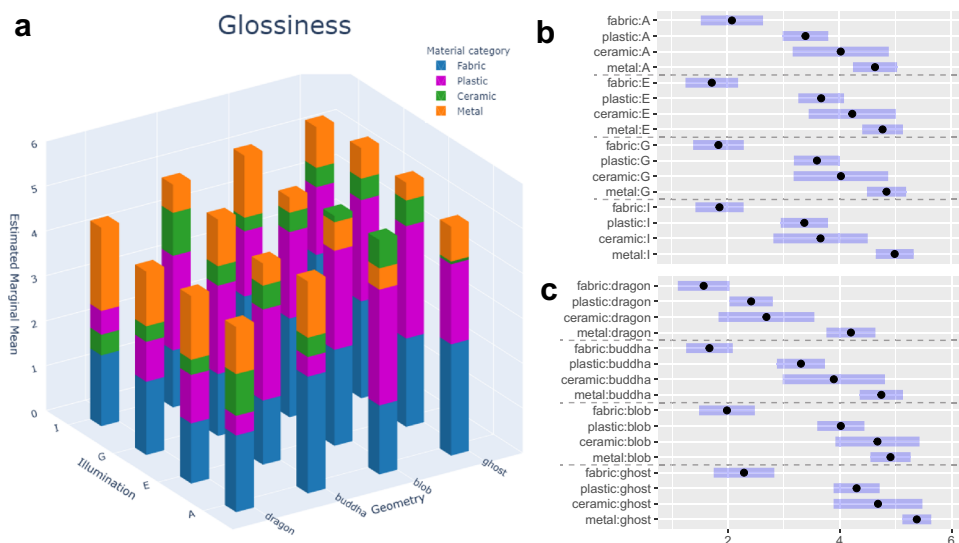 a
Glossiness
Material category
Fabric
Plastic
Ceramic
Metal
6
5
4
3
2
1
0
Estimated Marginal Mean
I
G
E
A
Illumination
dragon
buddha
blob
ghost
Geometry
b
fabric:A
plastic:A
ceramic:A
metal:A
fabric:E
plastic:E
ceramic:E
metal:E
fabric:G
plastic:G
ceramic:G
metal:G
fabric:I
plastic:I
ceramic:I
metal:I
c
fabric:dragon
plastic:dragon
ceramic:dragon
metal:dragon
fabric:buddha
plastic:buddha
ceramic:buddha
metal:buddha
fabric:blob
plastic:blob
ceramic:blob
metal:blob
fabric:ghost
plastic:ghost
ceramic:ghost
metal:ghost
2 4 6